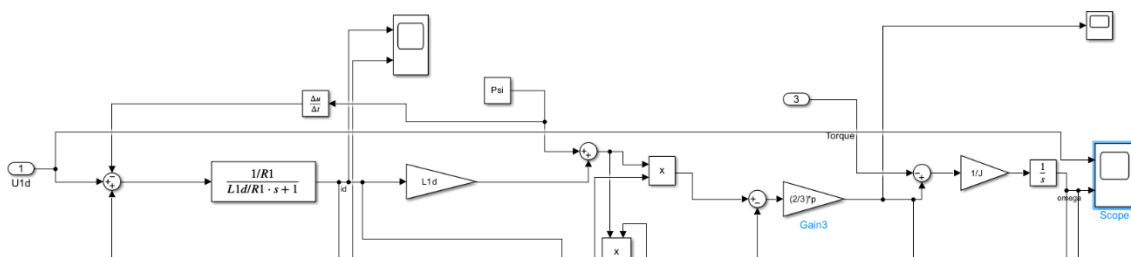 Δu
Δt
Psi
3
Torque
1
U1d
1/R1
L1d/R1 · s + 1
id
L1d
x
(2/3)*p
Gain3
1/J
1
s
omega
Scope
x